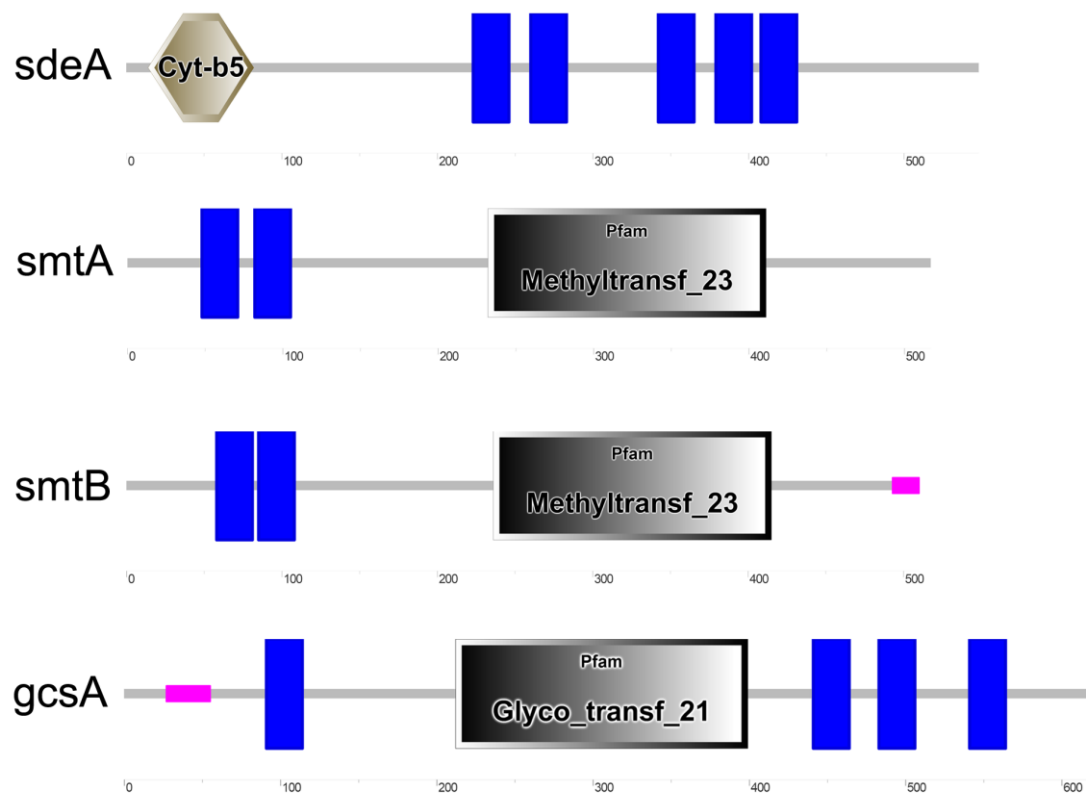 sdeA
Cyt-b5
0 100 200 300 400 500
smtA
Pfam
Methyltransf_23
0 100 200 300 400 500
smtB
Pfam
Methyltransf_23
0 100 200 300 400 500
gcsA
Pfam
Glyco_transf_21
0 100 200 300 400 500 600